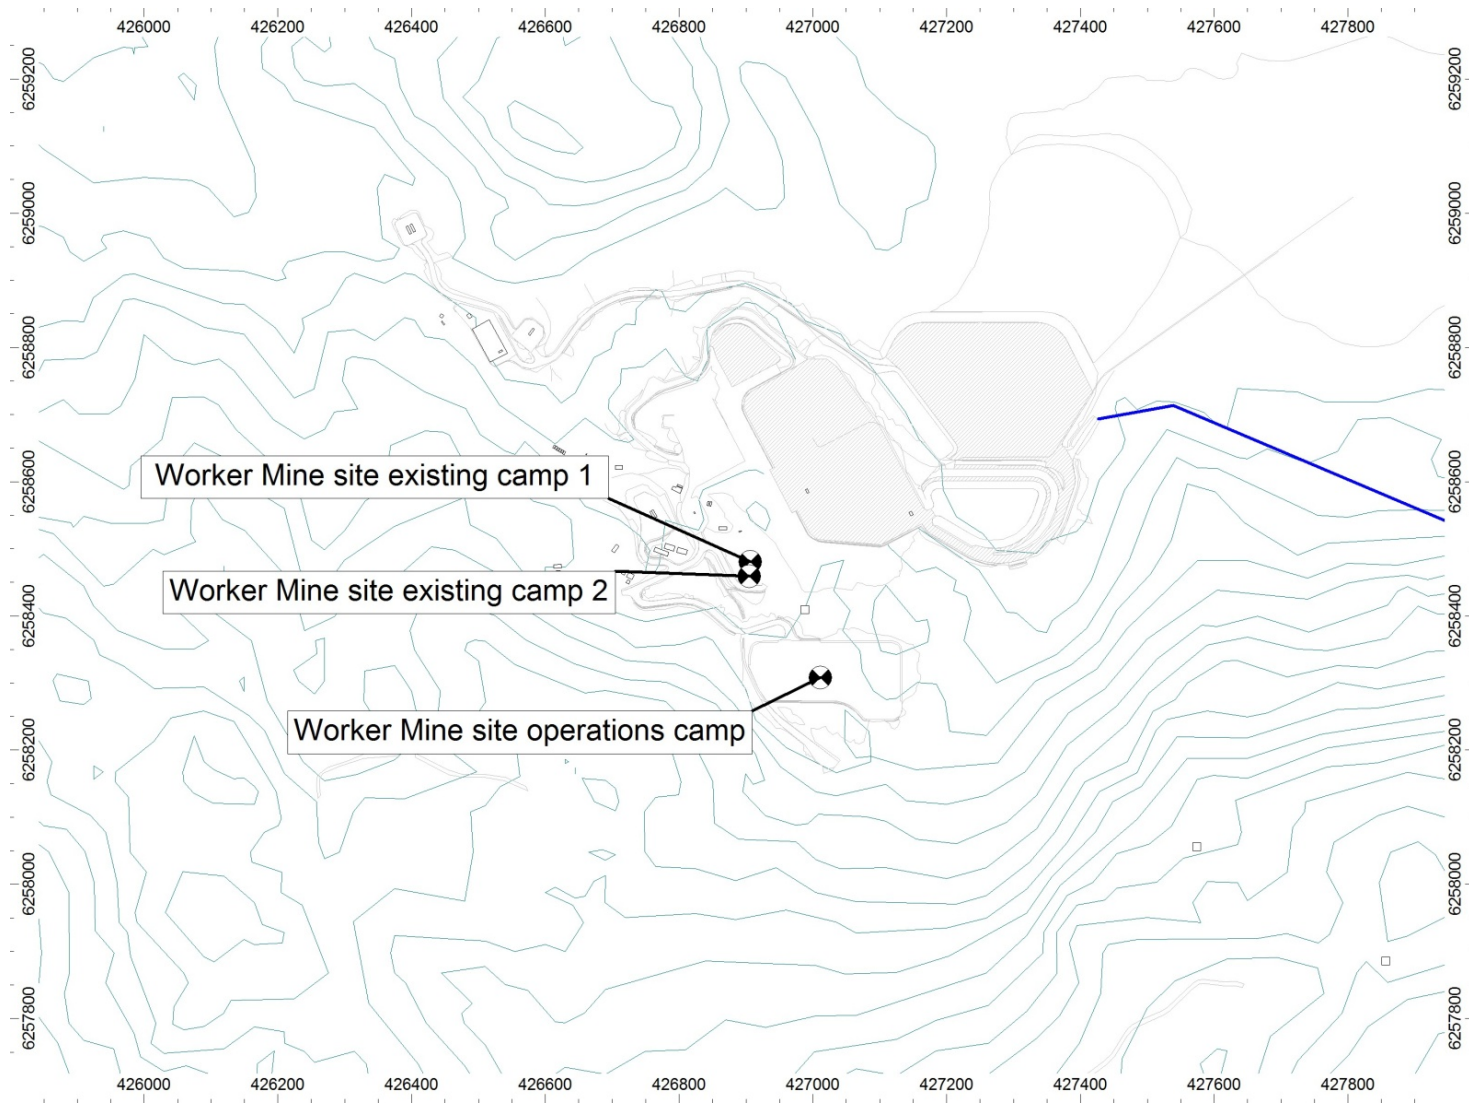 426000 426200 426400 426600 426800 427000 427200 427400 427600 427800
6259200 6259200
6259000 6259000
6258800 6258800
6258600 6258600
Worker Mine site existing camp 1
Worker Mine site existing camp 2
6258400 6258400
Worker Mine site operations camp
6258200 6258200
6258000 6258000
6257800 6257800
426000 426200 426400 426600 426800 427000 427200 427400 427600 427800